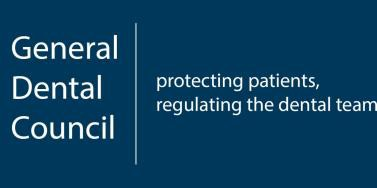 General
Dental
Council
protecting patients,
regulating the dental team